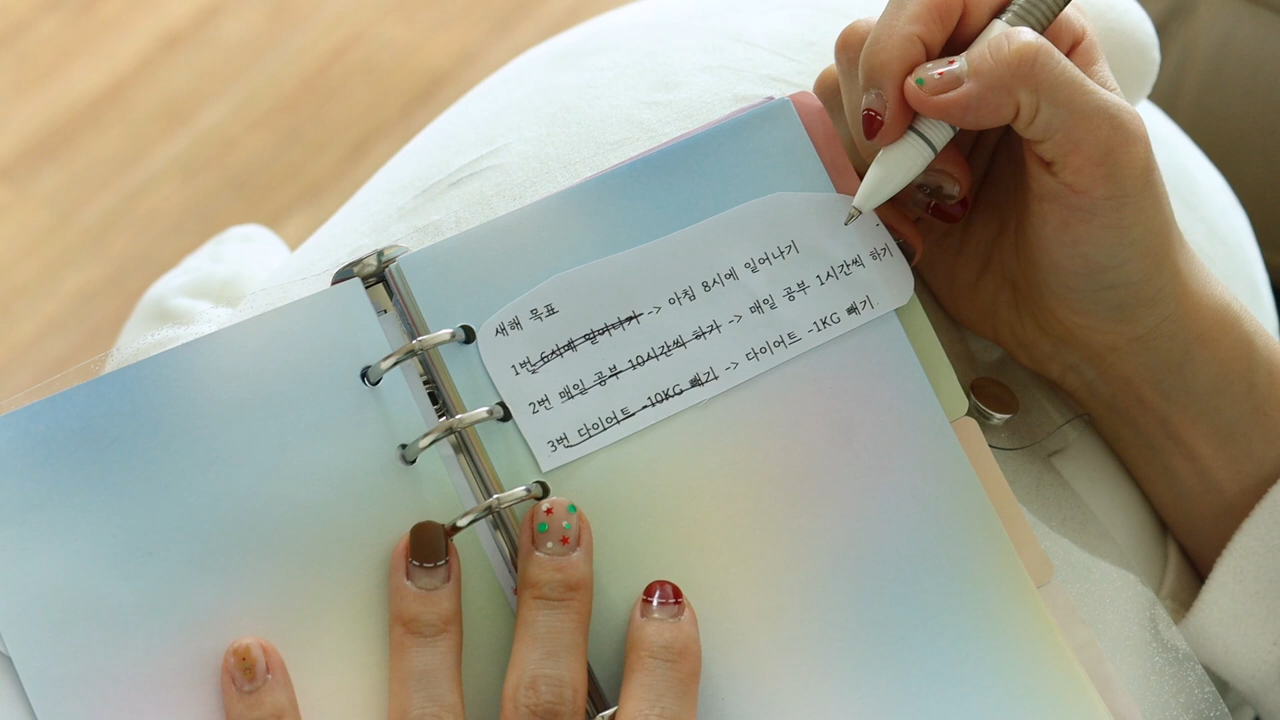 새해 목표
1번 6시에 일어나기 -> 아침 8시에 일어나기
2번 매일 공부 10시간씩 하기 -> 매일 공부 1시간씩 하기
3번 다이어트 -10KG 빼기 -> 다이어트 -1KG 빼기